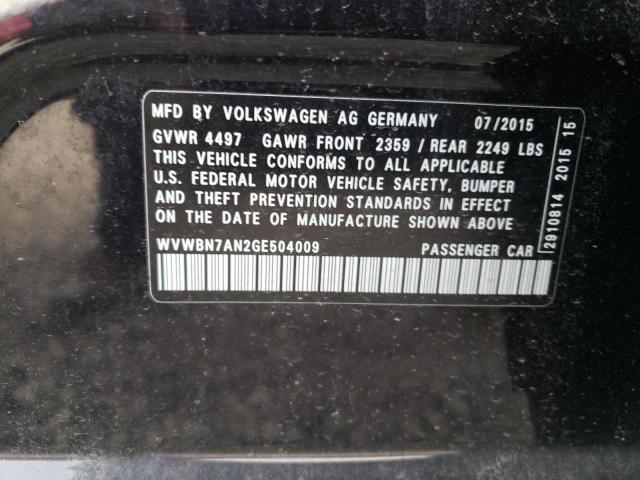 MFD BY VOLKSWAGEN AG GERMANY 07/2015
GVWR 4497 GAWR FRONT 2359 / REAR 2249 LBS
THIS VEHICLE CONFORMS TO ALL APPLICABLE
U.S. FEDERAL MOTOR VEHICLE SAFETY, BUMPER
AND THEFT PREVENTION STANDARDS IN EFFECT
ON THE DATE OF MANUFACTURE SHOWN ABOVE
WVWBN7AN2GE504009 PASSENGER CAR
2910814 2015 15